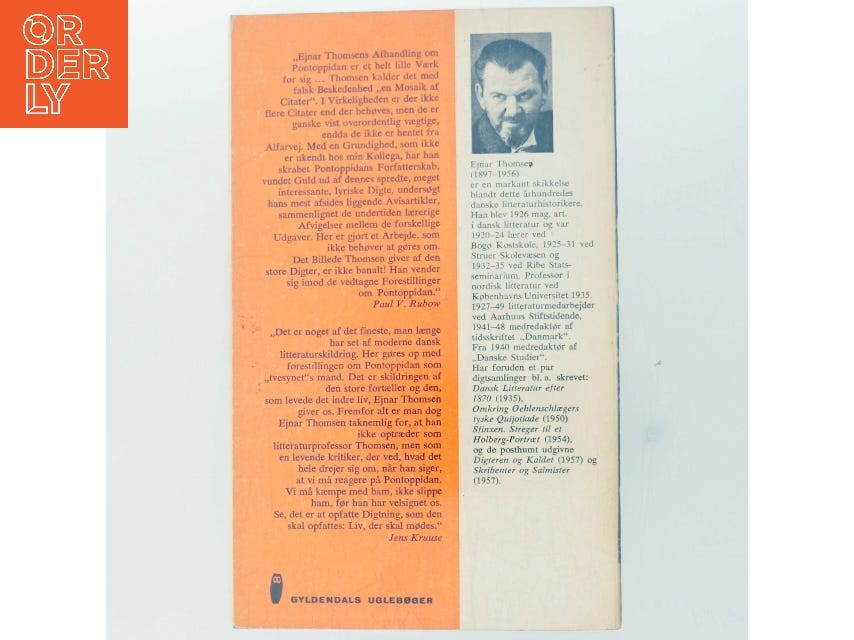 OR
DER
LY
„Ejnar Thomsens Afhandling om
Pontoppidan er et helt lille Værk
for sig ... Thomsen kalder det med
falsk Beskedenhed „en Mosaik af
Citater“. I Virkeligheden er der ikke
flere Citater end der behøves, men de er
ganske vist overordentlig vægtige,
endda de ikke er hentet fra
Alfarvej. Med en Grundighed, som ikke
er ukendt hos min Kollega, har han
skrabet Pontoppidans Forfatterskab,
vundet Guld ud af dennes spredte, meget
interessante, lyriske Digte, undersøgt
hans mest afsides liggende Avisartikler,
sammenlignet de undertiden lærerige
Afvigelser mellem de forskellige
Udgaver. Her er gjort et Arbejde, som
ikke behøver at gøres om.
Det Billede Thomsen giver af den
store Digter, er ikke banalt! Han vender
sig imod de vedtagne Forestillinger
om Pontoppidan.“
Paul V. Rubow
„Det er noget af det fineste, man længe
har set af moderne dansk
litteraturskildring. Her gøres op med
forestillingen om Pontoppidan som
„tvesynet“s mand. Det er skildringen af
den store fortæller og den,
som levede det indre liv, Ejnar Thomsen
giver os. Fremfor alt er man dog
Ejnar Thomsen taknemlig for, at han
ikke optræder som
litteraturprofessor Thomsen, men som
en levende kritiker, der ved, hvad det
hele drejer sig om, når han siger,
at vi må reagere på Pontoppidan.
Vi må kæmpe med ham, ikke slippe
ham, før han har velsignet os.
Se, det er at opfatte Digtning, som den
skal opfattes: Liv, der skal mødes.“
Jens Kruuse
GYLDENDALS UGLEBØGER
Ejnar Thomsen
(1897–1956)
er en markant skikkelse
blandt dette århundredes
danske litteraturhistorikere.
Han blev 1926 mag. art.
i dansk litteratur og var
1920–24 lærer ved
Bogø Kostskole, 1925–31 ved
Struer Skolevæsen og
1932–35 ved Ribe Stats-
seminarium. Professor i
nordisk litteratur ved
Københavns Universitet 1935.
1927–49 litteraturmedarbejder
ved Aarhuus Stiftstidende,
1941–48 medredaktør af
tidsskriftet „Danmark“.
Fra 1940 medredaktør af
„Danske Studier“.
Har foruden et par
digtsamlinger bl. a. skrevet:
Dansk Litteratur efter
1870 (1935),
Omkring Oehlenschlægers
tyske Quijotiade (1950)
Sfinxen. Streger til et
Holberg-Portræt (1954),
og de posthumt udgivne
Digteren og Kaldet (1957) og
Skribenter og Salmister
(1957).